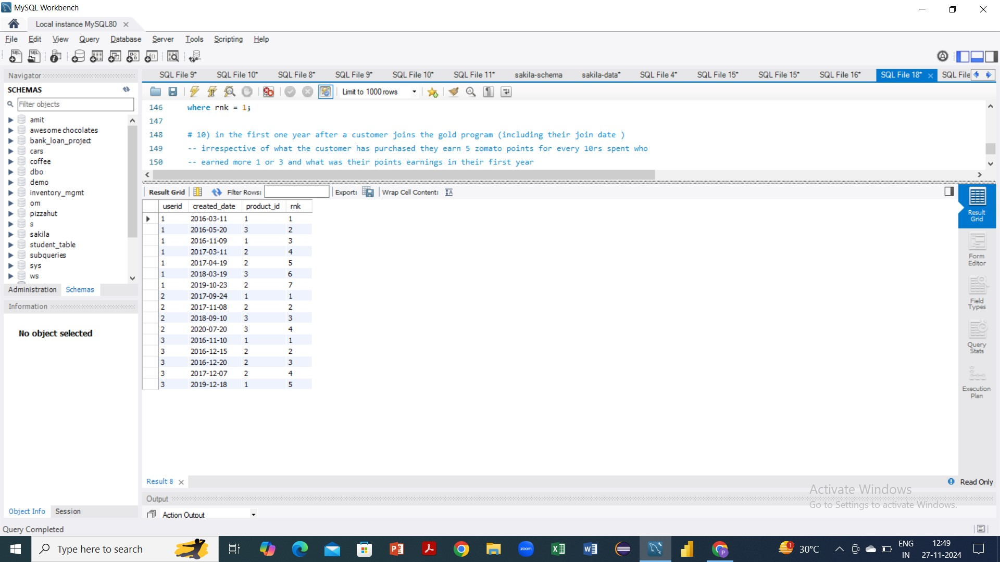 MySQL Workbench
Local instance MySQL80
File Edit View Query Database Server Tools Scripting Help
Navigator
SQL File 9* SQL File 10* SQL File 8* SQL File 9* SQL File 10* SQL File 11* sakila-schema sakila-data* SQL File 4* SQL File 15* SQL File 15* SQL File 16* SQL File 18* SQL File
SCHEMAS
Filter objects
amit
awesome chocolates
bank_loan_project
cars
coffee
dbo
demo
inventory_mgmt
om
pizzahut
s
sakila
student_table
subqueries
sys
ws
Administration Schemas
Information
No object selected
Object Info Session
Limit to 1000 rows
146 where rnk = 1;
147
148 # 10) in the first one year after a customer joins the gold program (including their join date )
149 -- irrespective of what the customer has purchased they earn 5 zomato points for every 10rs spent who
150 -- earned more 1 or 3 and what was their points earnings in their first year
Result Grid Filter Rows: Export: Wrap Cell Content:
userid created_date product_id rnk
1 2016-03-11 1 1
1 2016-05-20 3 2
1 2016-11-09 1 3
1 2017-03-11 2 4
1 2017-04-19 2 5
1 2018-03-19 3 6
1 2019-10-23 2 7
2 2017-09-24 1 1
2 2017-11-08 2 2
2 2018-09-10 3 3
2 2020-07-20 3 4
3 2016-11-10 1 1
3 2016-12-15 2 2
3 2016-12-20 2 3
3 2017-12-07 2 4
3 2019-12-18 1 5
Result
Grid
Form
Editor
Field
Types
Query
Stats
Execution
Plan
Result 8
Read Only
Output
Action Output
Activate Windows
Go to Settings to activate Windows.
Query Completed
Type here to search
zoom
1
30°C
ENG
IN
12:49
27-11-2024